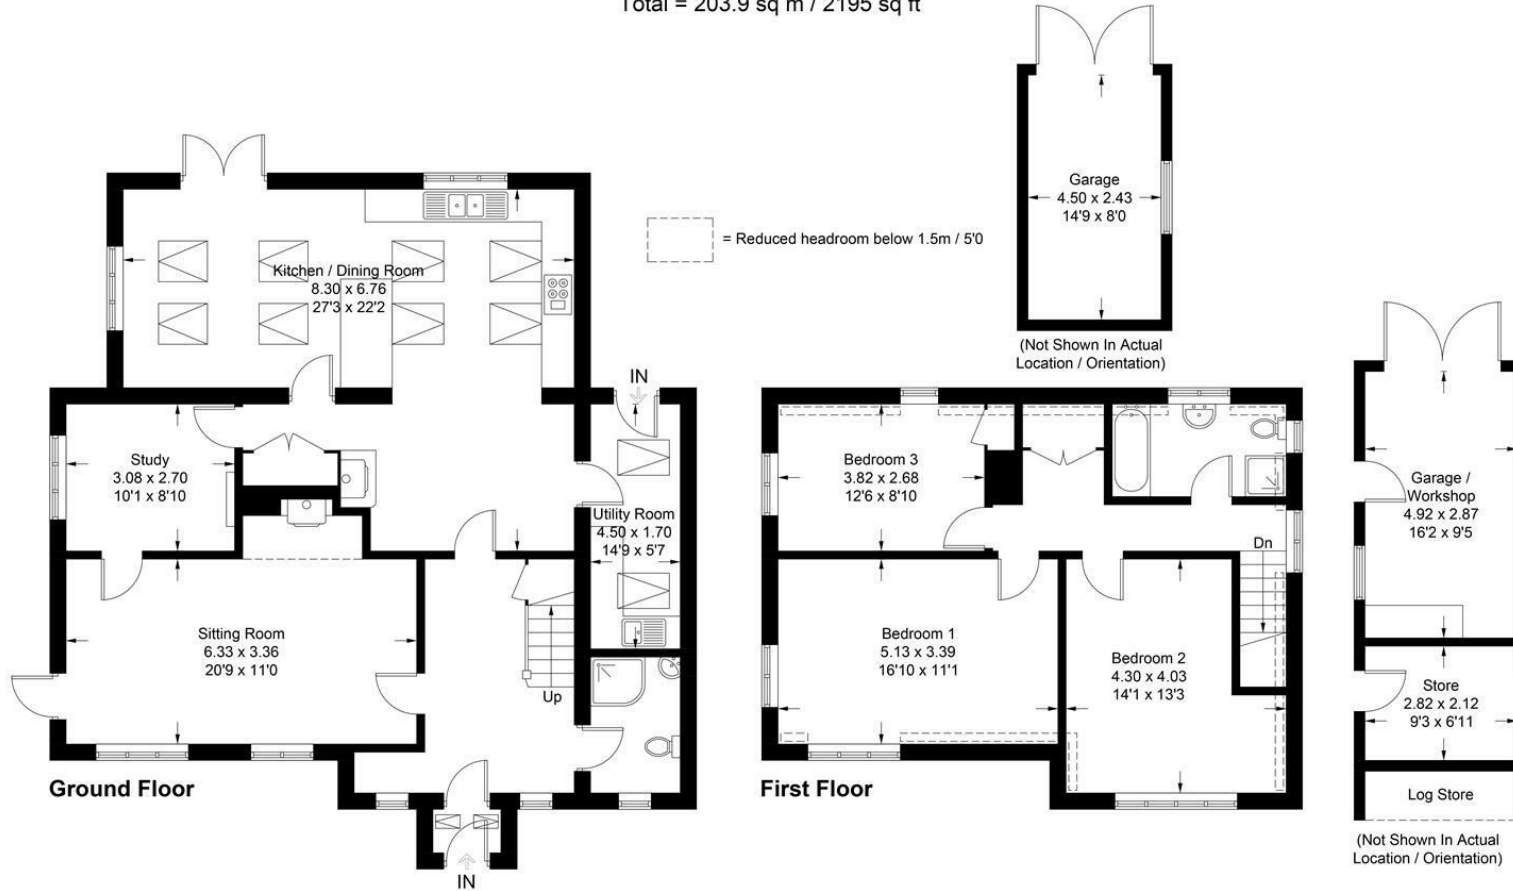 Total = 203.9 sq m / 2195 sq ft
Garage
4.50 x 2.43
14'9 x 8'0
(Not Shown In Actual
Location / Orientation)
= Reduced headroom below 1.5m / 5'0
Kitchen / Dining Room
8.30 x 6.76
27'3 x 22'2
IN
Study
3.08 x 2.70
10'1 x 8'10
Utility Room
4.50 x 1.70
14'9 x 5'7
Sitting Room
6.33 x 3.36
20'9 x 11'0
Up
Ground Floor
IN
Bedroom 3
3.82 x 2.68
12'6 x 8'10
Dn
Bedroom 1
5.13 x 3.39
16'10 x 11'1
Bedroom 2
4.30 x 4.03
14'1 x 13'3
First Floor
Garage /
Workshop
4.92 x 2.87
16'2 x 9'5
Store
2.82 x 2.12
9'3 x 6'11
Log Store
(Not Shown In Actual
Location / Orientation)